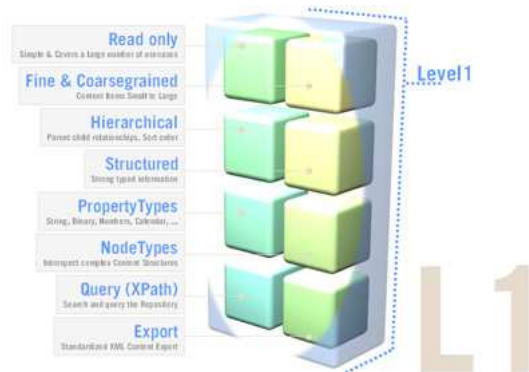 Read only
Simple & Covers a Large number of usecases
Fine & Coarsegrained
Content Items Small to Large
Hierarchical
Parent child relationships, Sort order
Structured
Strong typed information
PropertyTypes
String, Binary, Numbers, Calendar, ...
NodeTypes
Introspect complex Content Structures
Query (XPath)
Search and query the Repository
Export
Standardized XML Content Export
Level1
L1